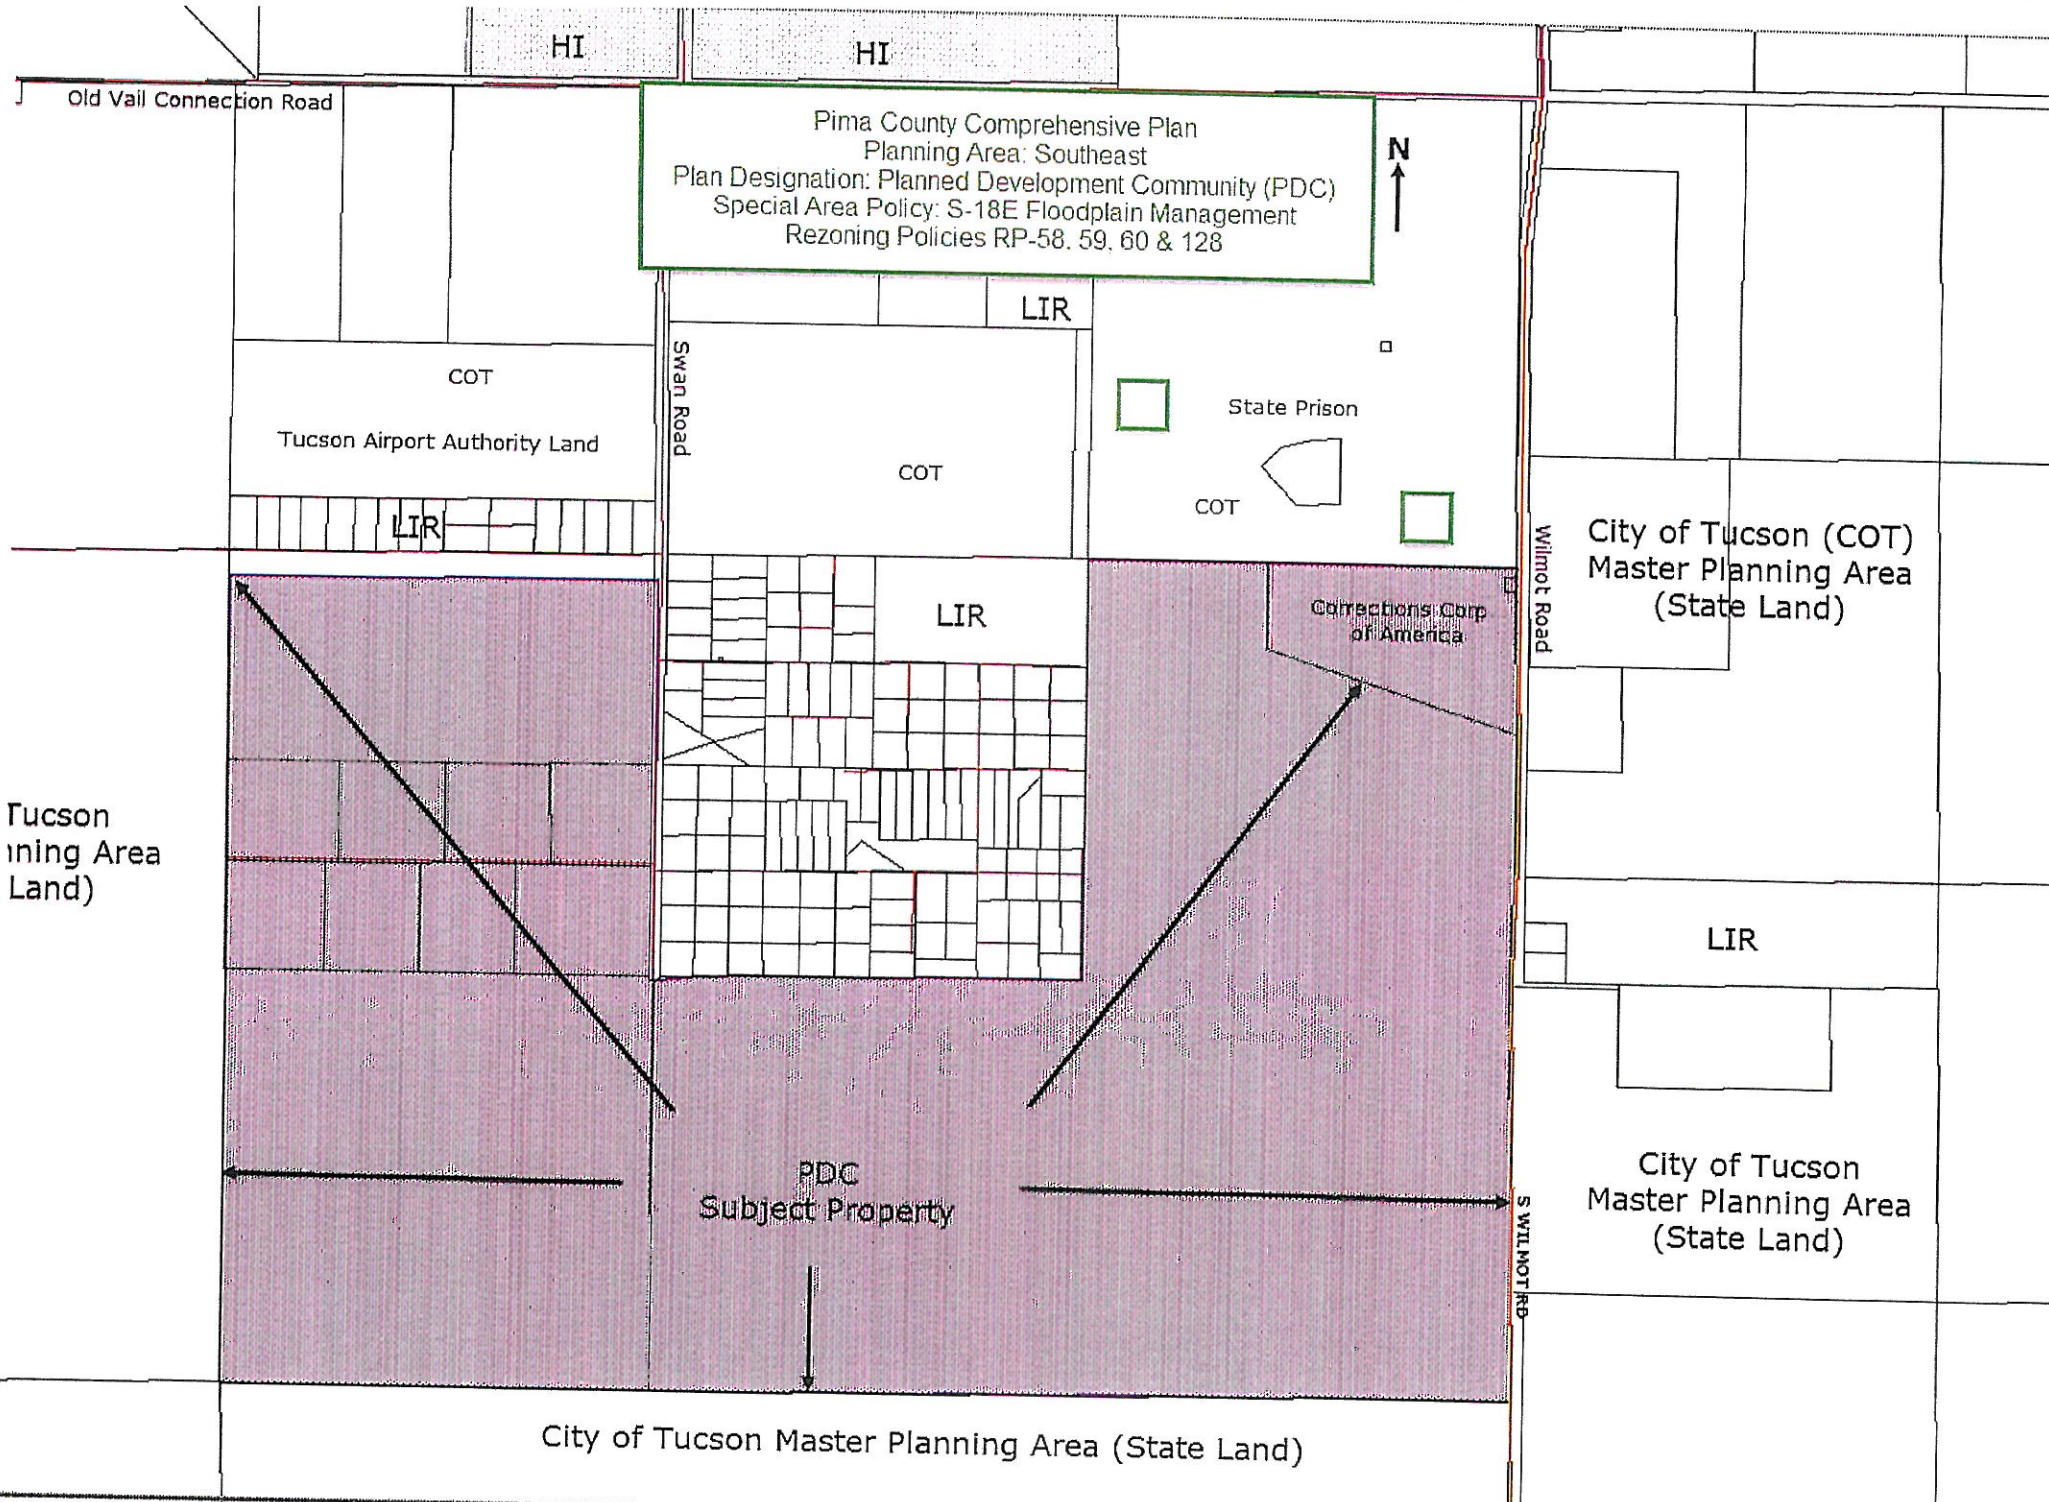 HI
HI
Old Vail Connection Road
Pima County Comprehensive Plan
Planning Area: Southeast
Plan Designation: Planned Development Community (PDC)
Special Area Policy: S-18E Floodplain Management
Rezoning Policies RP-58, 59, 60 & 128
N
LIR
Swan Road
COT
Tucson Airport Authority Land
State Prison
COT
COT
LIR
Wilmot Road
City of Tucson (COT)
Master Planning Area
(State Land)
Corrections Corp
of America
LIR
Tucson
nning Area
Land)
LIR
PDC
Subject Property
S WILMOT RD
City of Tucson
Master Planning Area
(State Land)
City of Tucson Master Planning Area (State Land)